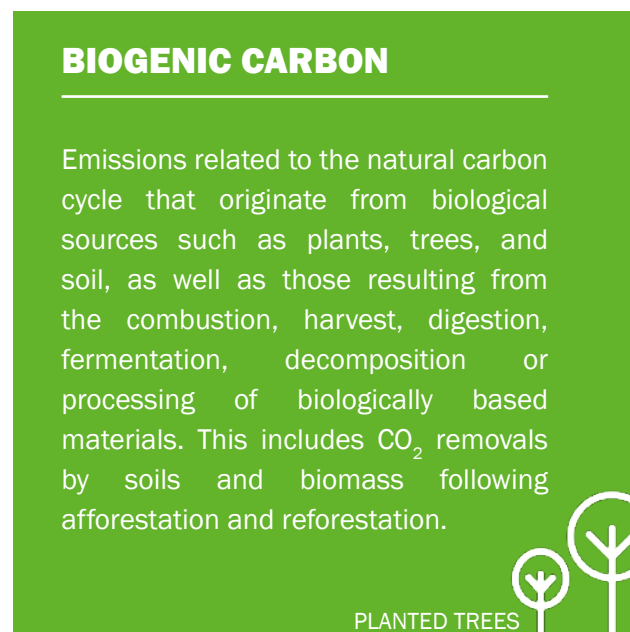 BIOGENIC CARBON
Emissions related to the natural carbon
cycle that originate from biological
sources such as plants, trees, and
soil, as well as those resulting from
the combustion, harvest, digestion,
fermentation, decomposition or
processing of biologically based
materials. This includes CO₂ removals
by soils and biomass following
afforestation and reforestation.
PLANTED TREES